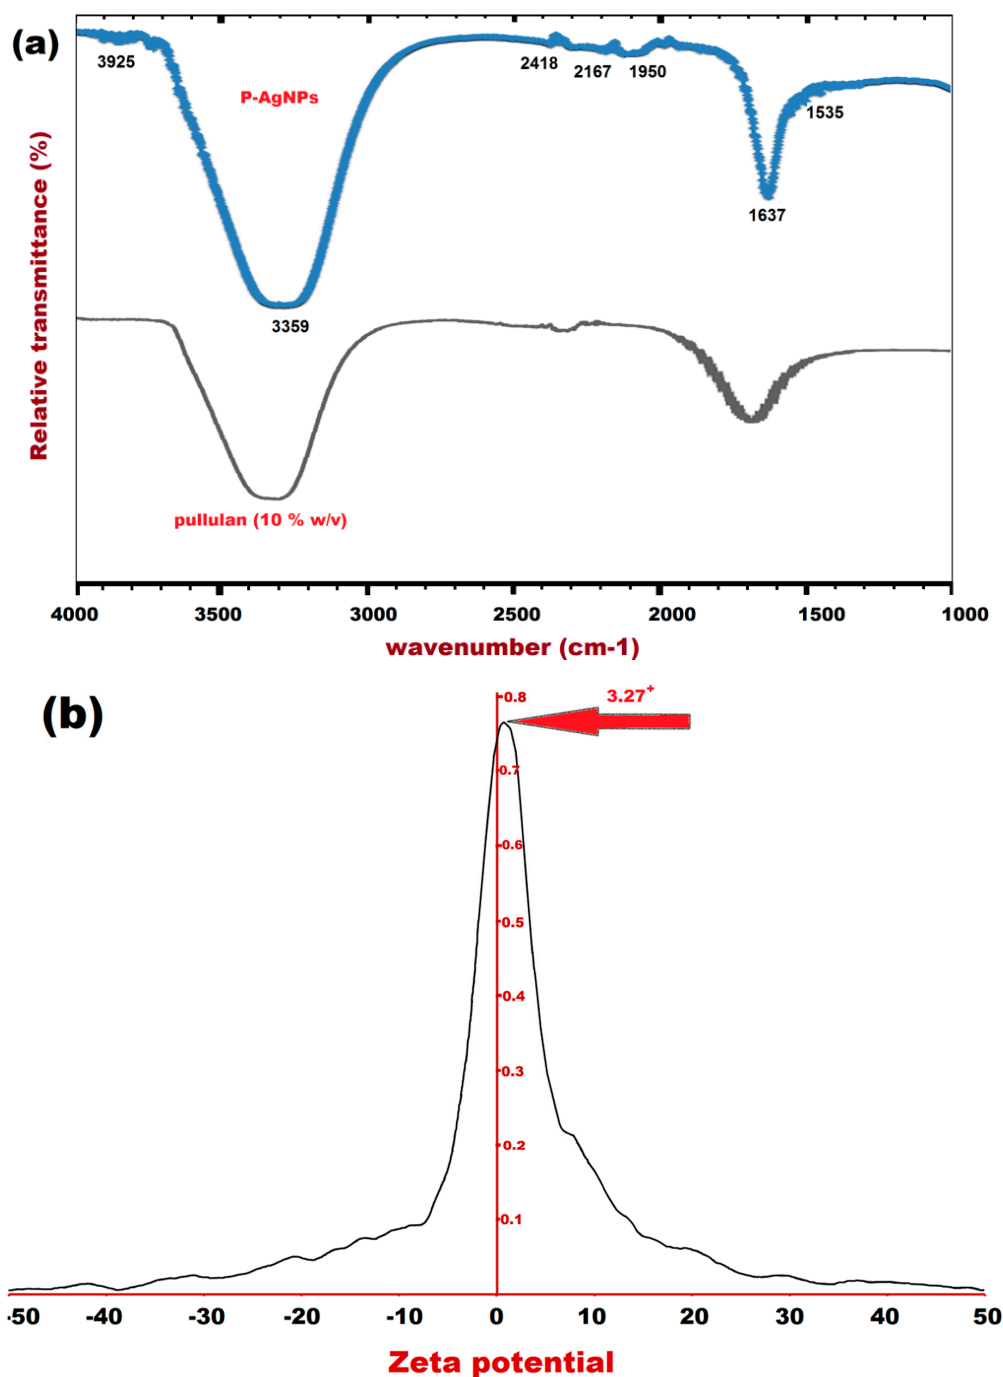 (a)
3925
2418
2167
1950
P-AgNPs
1535
1637
3359
Relative transmittance (%)
pullulan (10 % w/v)
4000
3500
3000
2500
2000
1500
1000
wavenumber (cm-1)
(b)
3.27+
0.8
0.7
0.6
0.5
0.4
0.3
0.2
0.1
-50 -40 -30 -20 -10 0 10 20 30 40 50
Zeta potential